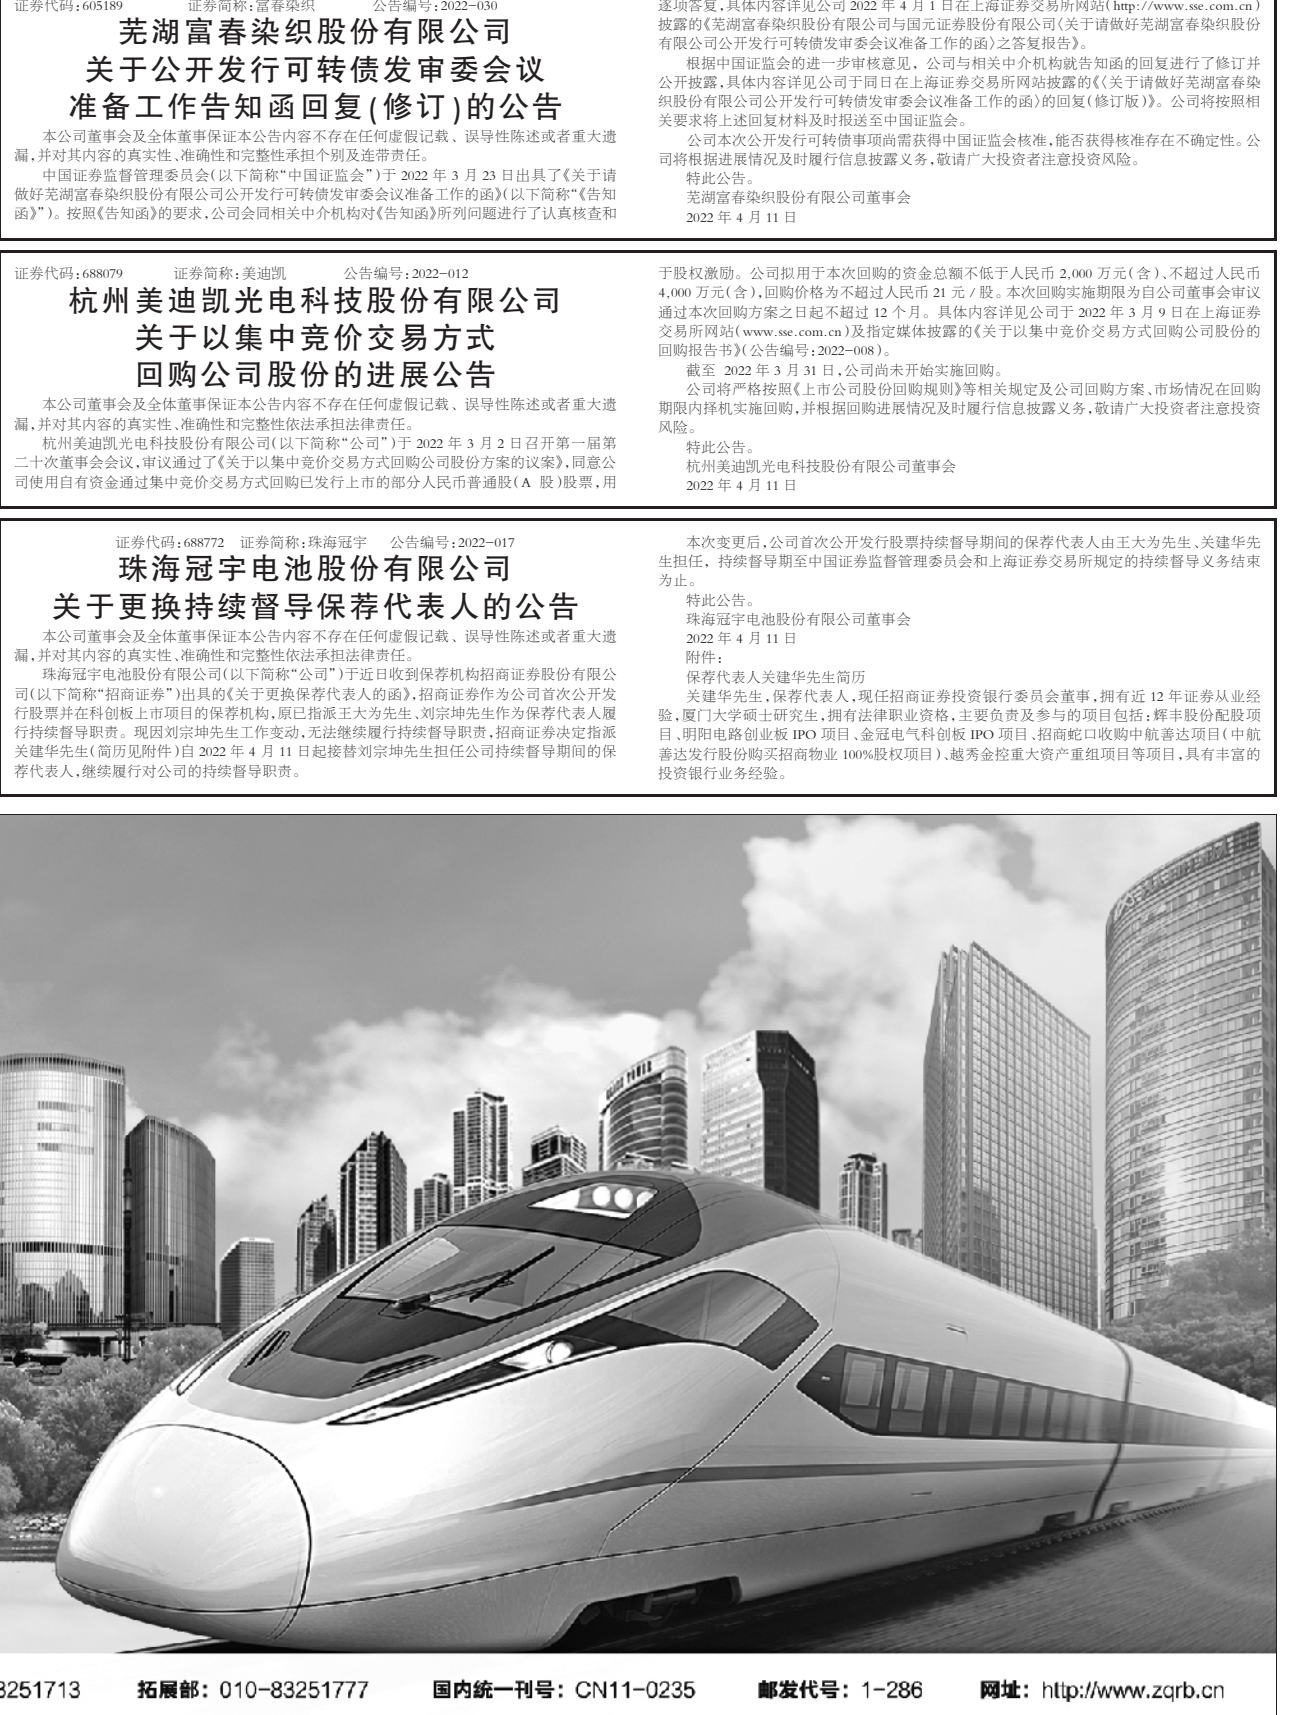 证券代码:605189 证券简称:富春染织 公告编号:2022-030
芜湖富春染织股份有限公司
关于公开发行可转债发审委会议
准备工作告知函回复(修订)的公告
本公司董事会及全体董事保证本公告内容不存在任何虚假记载、误导性陈述或者重大遗
漏,并对其内容的真实性、准确性和完整性承担个别及连带责任。
中国证券监督管理委员会(以下简称“中国证监会”)于 2022 年 3 月 23 日出具了《关于请
做好芜湖富春染织股份有限公司公开发行可转债发审委会议准备工作的函》(以下简称“《告知
函》”)。按照《告知函》的要求,公司会同相关中介机构对《告知函》所列问题进行了认真核查和
逐项答复,具体内容详见公司 2022 年 4 月 1 日在上海证券交易所网站(http://www.sse.com.cn)
披露的《芜湖富春染织股份有限公司与国元证券股份有限公司〈关于请做好芜湖富春染织股份
有限公司公开发行可转债发审委会议准备工作的函〉之答复报告》。
根据中国证监会的进一步审核意见,公司与相关中介机构就告知函的回复进行了修订并
公开披露,具体内容详见公司于同日在上海证券交易所网站披露的《〈关于请做好芜湖富春染
织股份有限公司公开发行可转债发审委会议准备工作的函〉的回复(修订版)》。公司将按照相
关要求将上述回复材料及时报送至中国证监会。
公司本次公开发行可转债事项尚需获得中国证监会核准,能否获得核准存在不确定性。公
司将根据进展情况及时履行信息披露义务,敬请广大投资者注意投资风险。
特此公告。
芜湖富春染织股份有限公司董事会
2022 年 4 月 11 日
证券代码:688079 证券简称:美迪凯 公告编号:2022-012
杭州美迪凯光电科技股份有限公司
关于以集中竞价交易方式
回购公司股份的进展公告
本公司董事会及全体董事保证本公告内容不存在任何虚假记载、误导性陈述或者重大遗
漏,并对其内容的真实性、准确性和完整性依法承担法律责任。
杭州美迪凯光电科技股份有限公司(以下简称“公司”)于 2022 年 3 月 2 日召开第一届第
二十次董事会会议,审议通过了《关于以集中竞价交易方式回购公司股份方案的议案》,同意公
司使用自有资金通过集中竞价交易方式回购已发行上市的部分人民币普通股(A 股)股票,用
于股权激励。公司拟用于本次回购的资金总额不低于人民币 2,000 万元(含)、不超过人民币
4,000 万元(含),回购价格为不超过人民币 21 元 / 股。本次回购实施期限为自公司董事会审议
通过本次回购方案之日起不超过 12 个月。具体内容详见公司于 2022 年 3 月 9 日在上海证券
交易所网站(www.sse.com.cn)及指定媒体披露的《关于以集中竞价交易方式回购公司股份的
回购报告书》(公告编号:2022-008)。
截至 2022 年 3 月 31 日,公司尚未开始实施回购。
公司将严格按照《上市公司股份回购规则》等相关规定及公司回购方案、市场情况在回购
期限内择机实施回购,并根据回购进展情况及时履行信息披露义务,敬请广大投资者注意投资
风险。
特此公告。
杭州美迪凯光电科技股份有限公司董事会
2022 年 4 月 11 日
证券代码:688772 证券简称:珠海冠宇 公告编号:2022-017
珠海冠宇电池股份有限公司
关于更换持续督导保荐代表人的公告
本公司董事会及全体董事保证本公告内容不存在任何虚假记载、误导性陈述或者重大遗
漏,并对其内容的真实性、准确性和完整性依法承担法律责任。
珠海冠宇电池股份有限公司(以下简称“公司”)于近日收到保荐机构招商证券股份有限公
司(以下简称“招商证券”)出具的《关于更换保荐代表人的函》,招商证券作为公司首次公开发
行股票并在科创板上市项目的保荐机构,原已指派王大为先生、刘宗坤先生作为保荐代表人履
行持续督导职责。现因刘宗坤先生工作变动,无法继续履行持续督导职责,招商证券决定指派
关建华先生(简历见附件)自 2022 年 4 月 11 日起接替刘宗坤先生担任公司持续督导期间的保
荐代表人,继续履行对公司的持续督导职责。
本次变更后,公司首次公开发行股票持续督导期间的保荐代表人由王大为先生、关建华先
生担任,持续督导期至中国证券监督管理委员会和上海证券交易所规定的持续督导义务结束
为止。
特此公告。
珠海冠宇电池股份有限公司董事会
2022 年 4 月 11 日
附件:
保荐代表人关建华先生简历
关建华先生,保荐代表人,现任招商证券投资银行委员会董事,拥有近 12 年证券从业经
验,厦门大学硕士研究生,拥有法律职业资格,主要负责及参与的项目包括:辉丰股份配股项
目、明阳电路创业板 IPO 项目、金冠电气科创板 IPO 项目、招商蛇口收购中航善达项目(中航
善达发行股份购买招商物业 100%股权项目)、越秀金控重大资产重组项目等项目,具有丰富的
投资银行业务经验。
3251713 拓展部：010-83251777 国内统一刊号：CN11-0235 邮发代号：1-286 网址：http://www.zqrb.cn